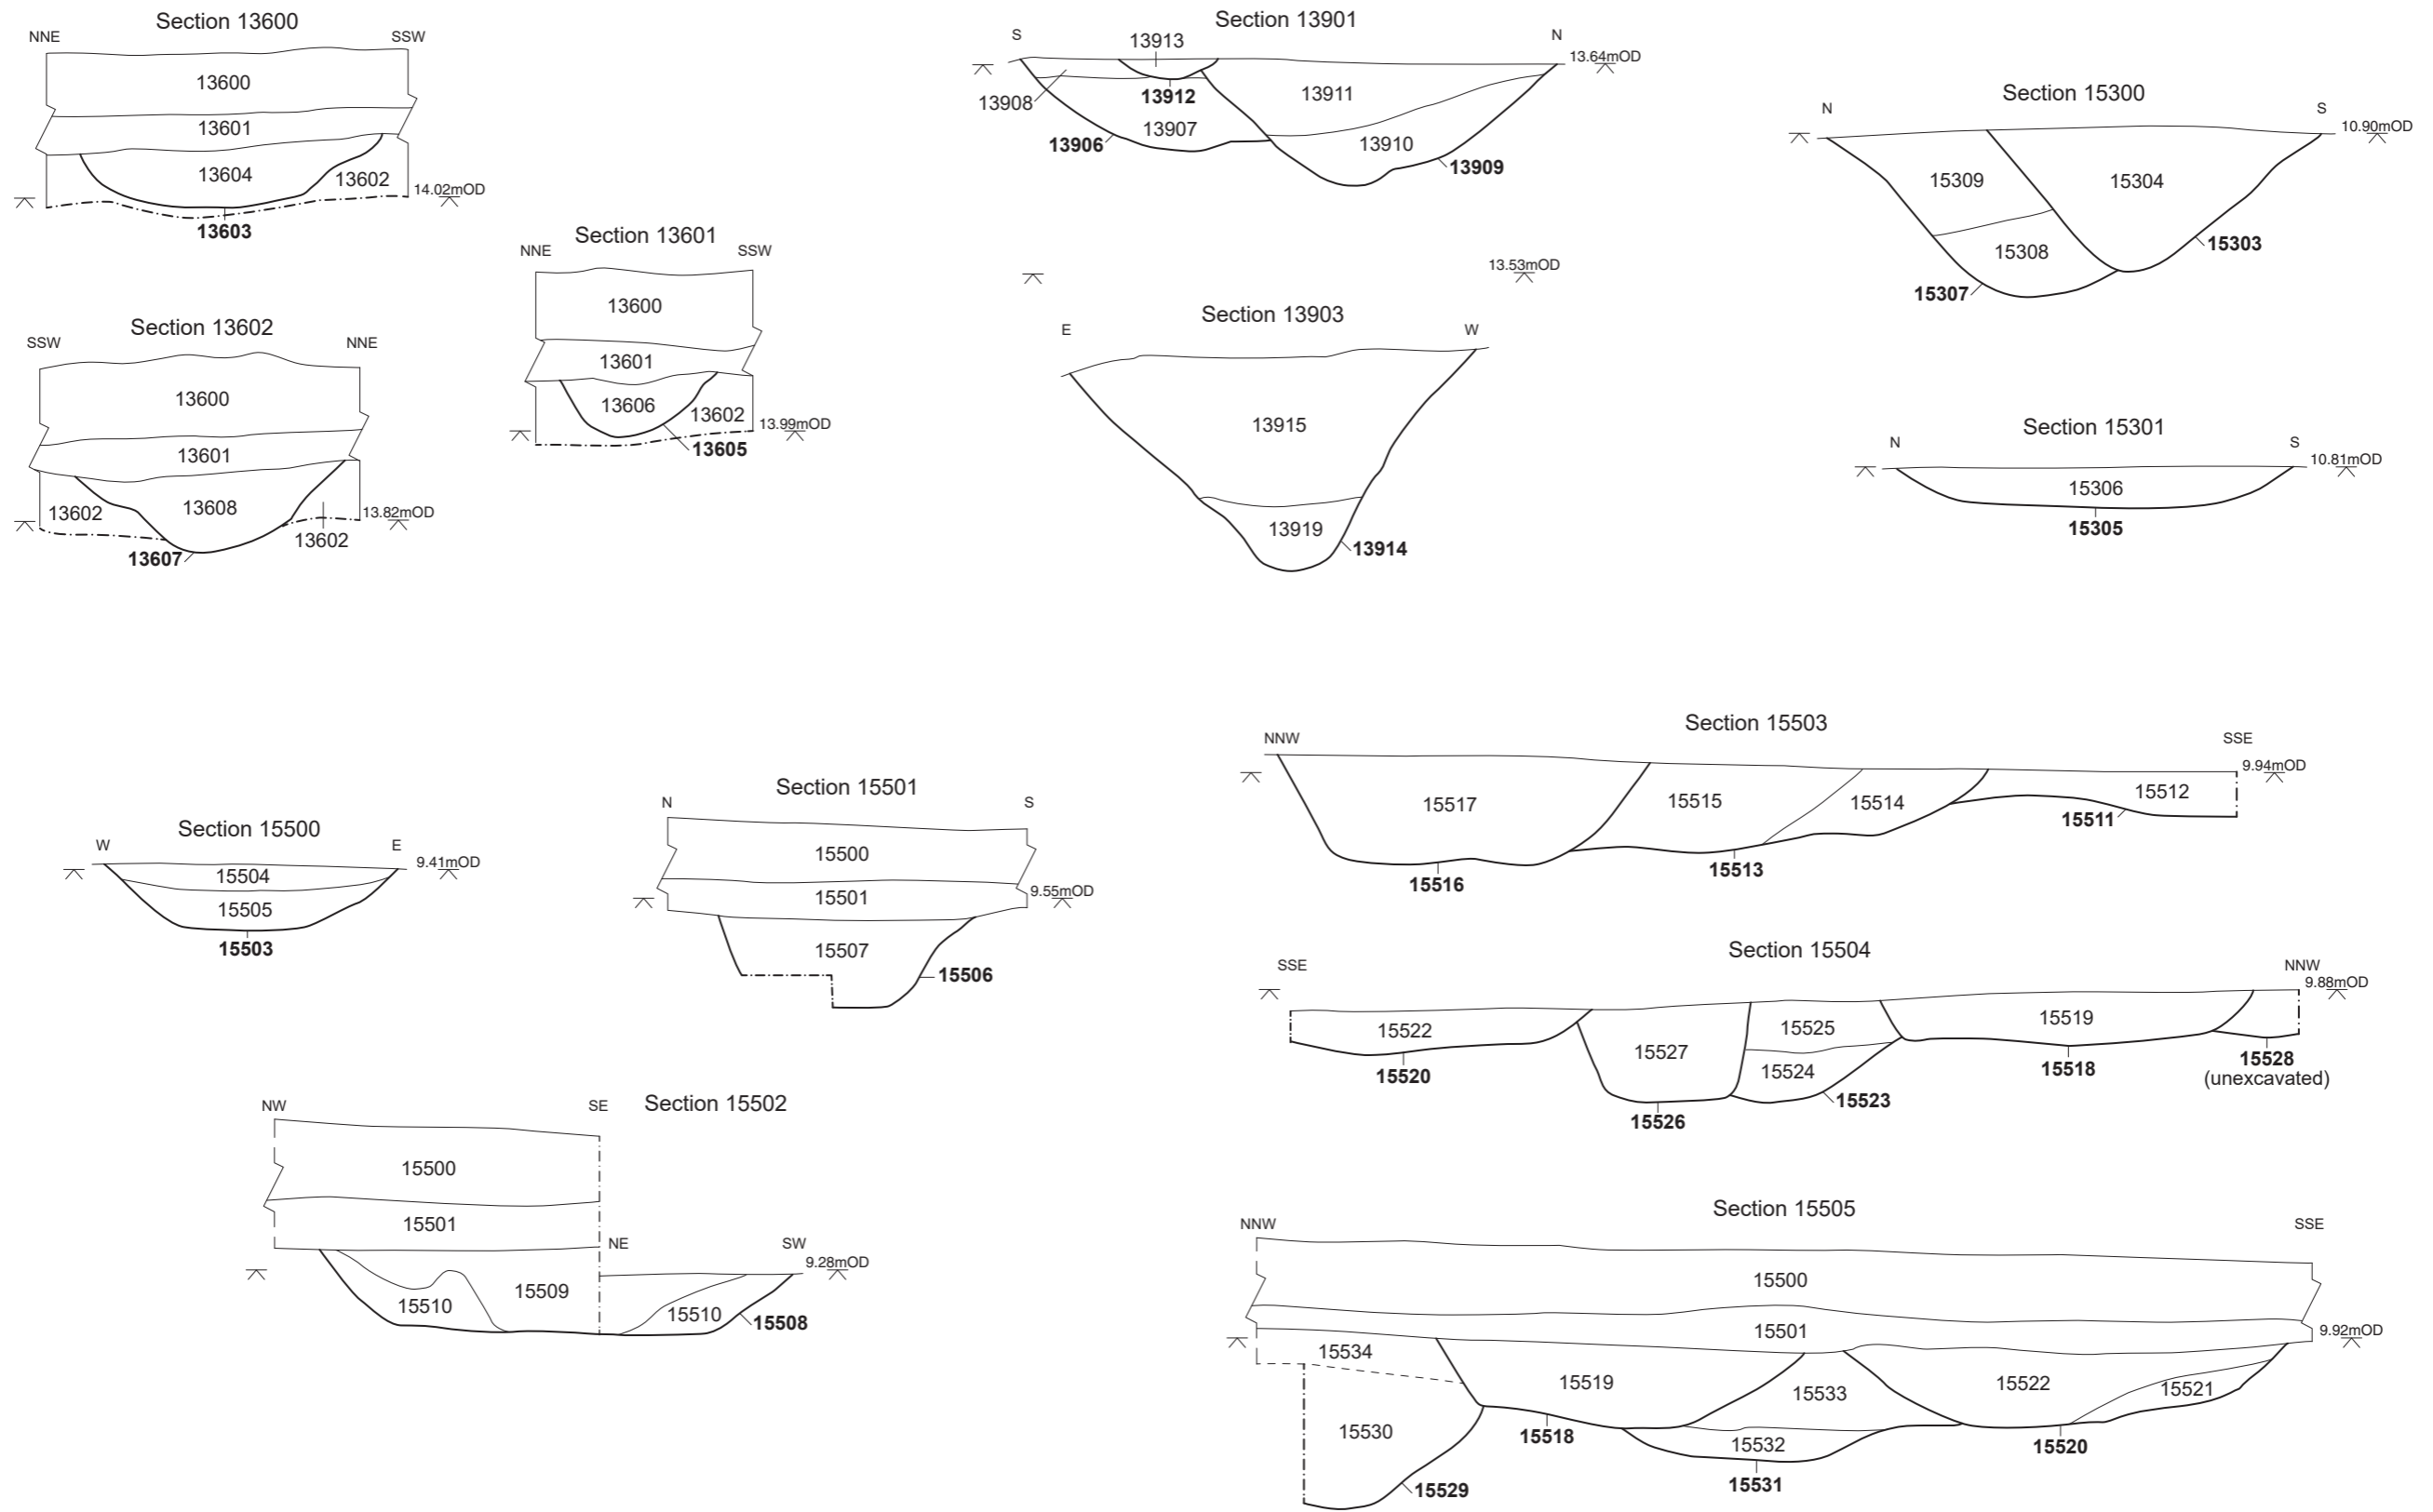 Section 13600
NNE SSW
13600
13601
13604
13602
14.02mOD
13603
Section 13601
NNE SSW
13600
13601
13606
13602
13.99mOD
13605
Section 13602
SSW NNE
13600
13601
13608
13602
13.82mOD
13602
13607
Section 13901
S N
13913
13.64mOD
13908
13912
13911
13907
13906
13910
13909
13.53mOD
Section 13903
E W
13915
13919
13914
Section 15300
N S
10.90mOD
15309
15304
15308
15303
15307
Section 15301
N S
10.81mOD
15306
15305
Section 15500
W E
9.41mOD
15504
15505
15503
Section 15501
N S
15500
15501
9.55mOD
15507
15506
Section 15502
NW SE
15500
15501
NE SW
9.28mOD
15509
15510
15510
15508
Section 15503
NNW SSE
9.94mOD
15517
15515
15514
15512
15511
15513
15516
Section 15504
SSE NNW
9.88mOD
15522
15527
15525
15519
15524
15520
15526
15523
15518
15528
(unexcavated)
Section 15505
NNW SSE
15500
15501
9.92mOD
15534
15519
15533
15522
15521
15530
15518
15532
15520
15529
15531